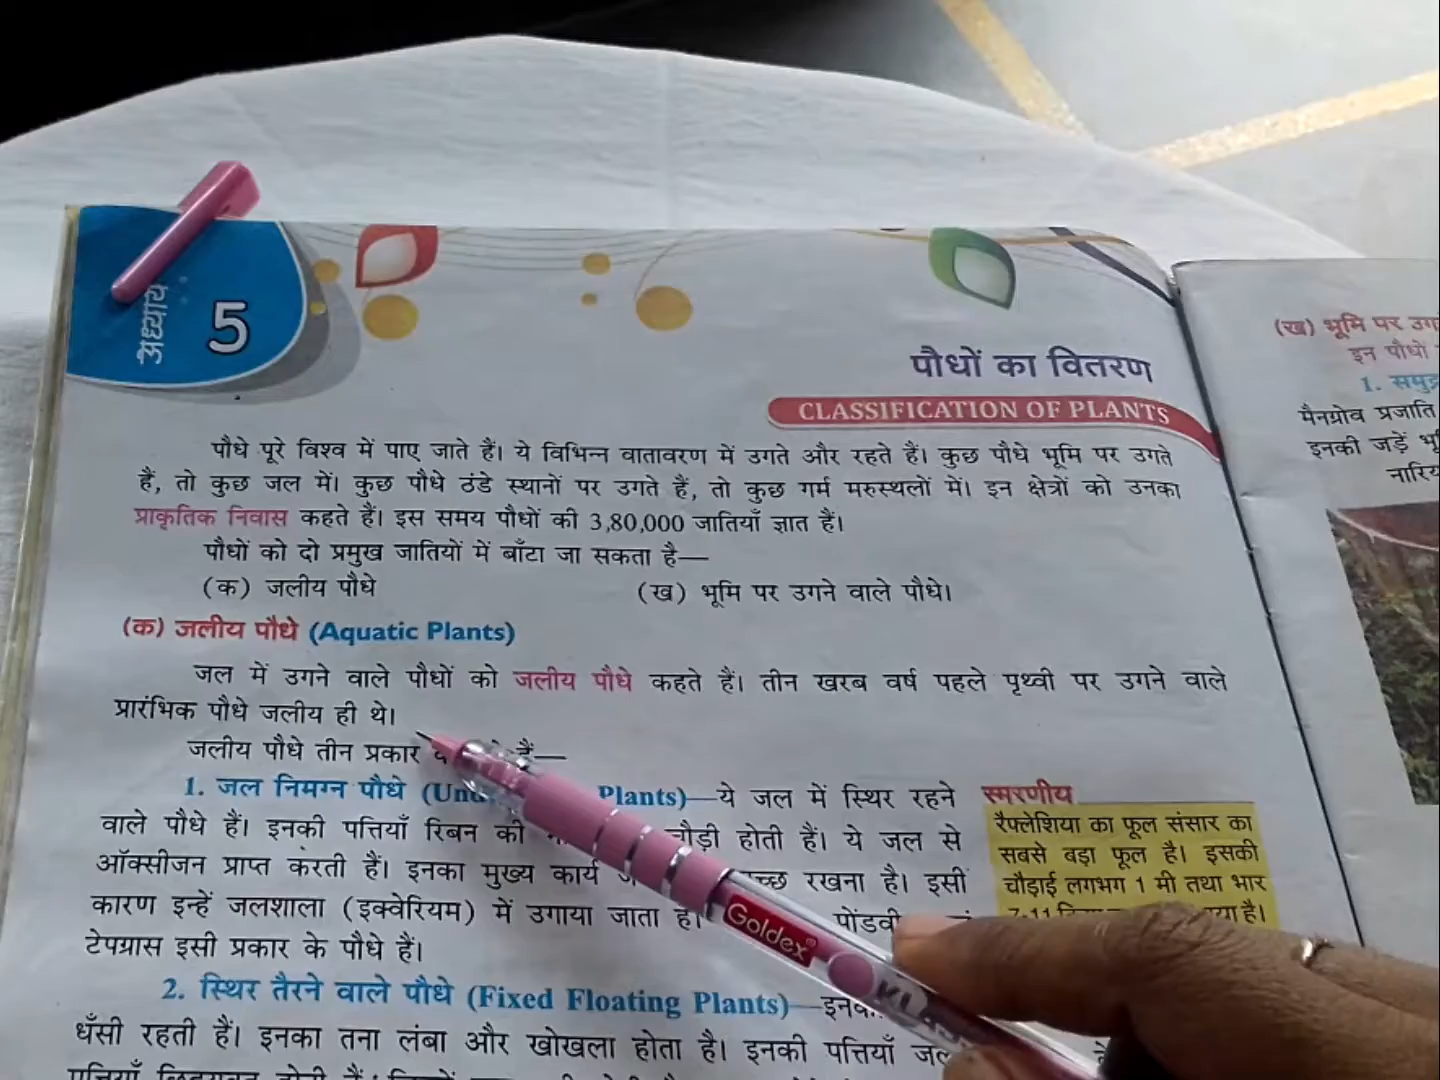 अध्याय
5
पौधों का वितरण
CLASSIFICATION OF PLANTS
पौधे पूरे विश्व में पाए जाते हैं। ये विभिन्न वातावरण में उगते और रहते हैं। कुछ पौधे भूमि पर उगते
हैं, तो कुछ जल में। कुछ पौधे ठंडे स्थानों पर उगते हैं, तो कुछ गर्म मरुस्थलों में। इन क्षेत्रों को उनका
प्राकृतिक निवास कहते हैं। इस समय पौधों की 3,80,000 जातियाँ ज्ञात हैं।
पौधों को दो प्रमुख जातियों में बाँटा जा सकता है—
(क) जलीय पौधे (ख) भूमि पर उगने वाले पौधे।
(क) जलीय पौधे (Aquatic Plants)
जल में उगने वाले पौधों को जलीय पौधे कहते हैं। तीन खरब वर्ष पहले पृथ्वी पर उगने वाले
प्रारंभिक पौधे जलीय ही थे।
जलीय पौधे तीन प्रकार हैं—
1. जल निमग्न पौधे Plants)—ये जल में स्थिर रहने
वाले पौधे हैं। इनकी पत्तियाँ रिबन की चौड़ी होती हैं। ये जल से
ऑक्सीजन प्राप्त करती हैं। इनका मुख्य कार्य रखना है। इसी
कारण इन्हें जलशाला (इक्वेरियम) में उगाया जाता है।
टेपग्रास इसी प्रकार के पौधे हैं।
स्मरणीय
रैफ्लेशिया का फूल संसार का
सबसे बड़ा फूल है। इसकी
चौड़ाई लगभग 1 मी तथा भार
7-11
2. स्थिर तैरने वाले पौधे (Fixed Floating Plants)—
धँसी रहती हैं। इनका तना लंबा और खोखला होता है। इनकी पत्तियाँ
Goldex
(ख) भूमि पर
इन पौधों
1.
मैनग्रोव प्रजाति
इनकी जड़ें